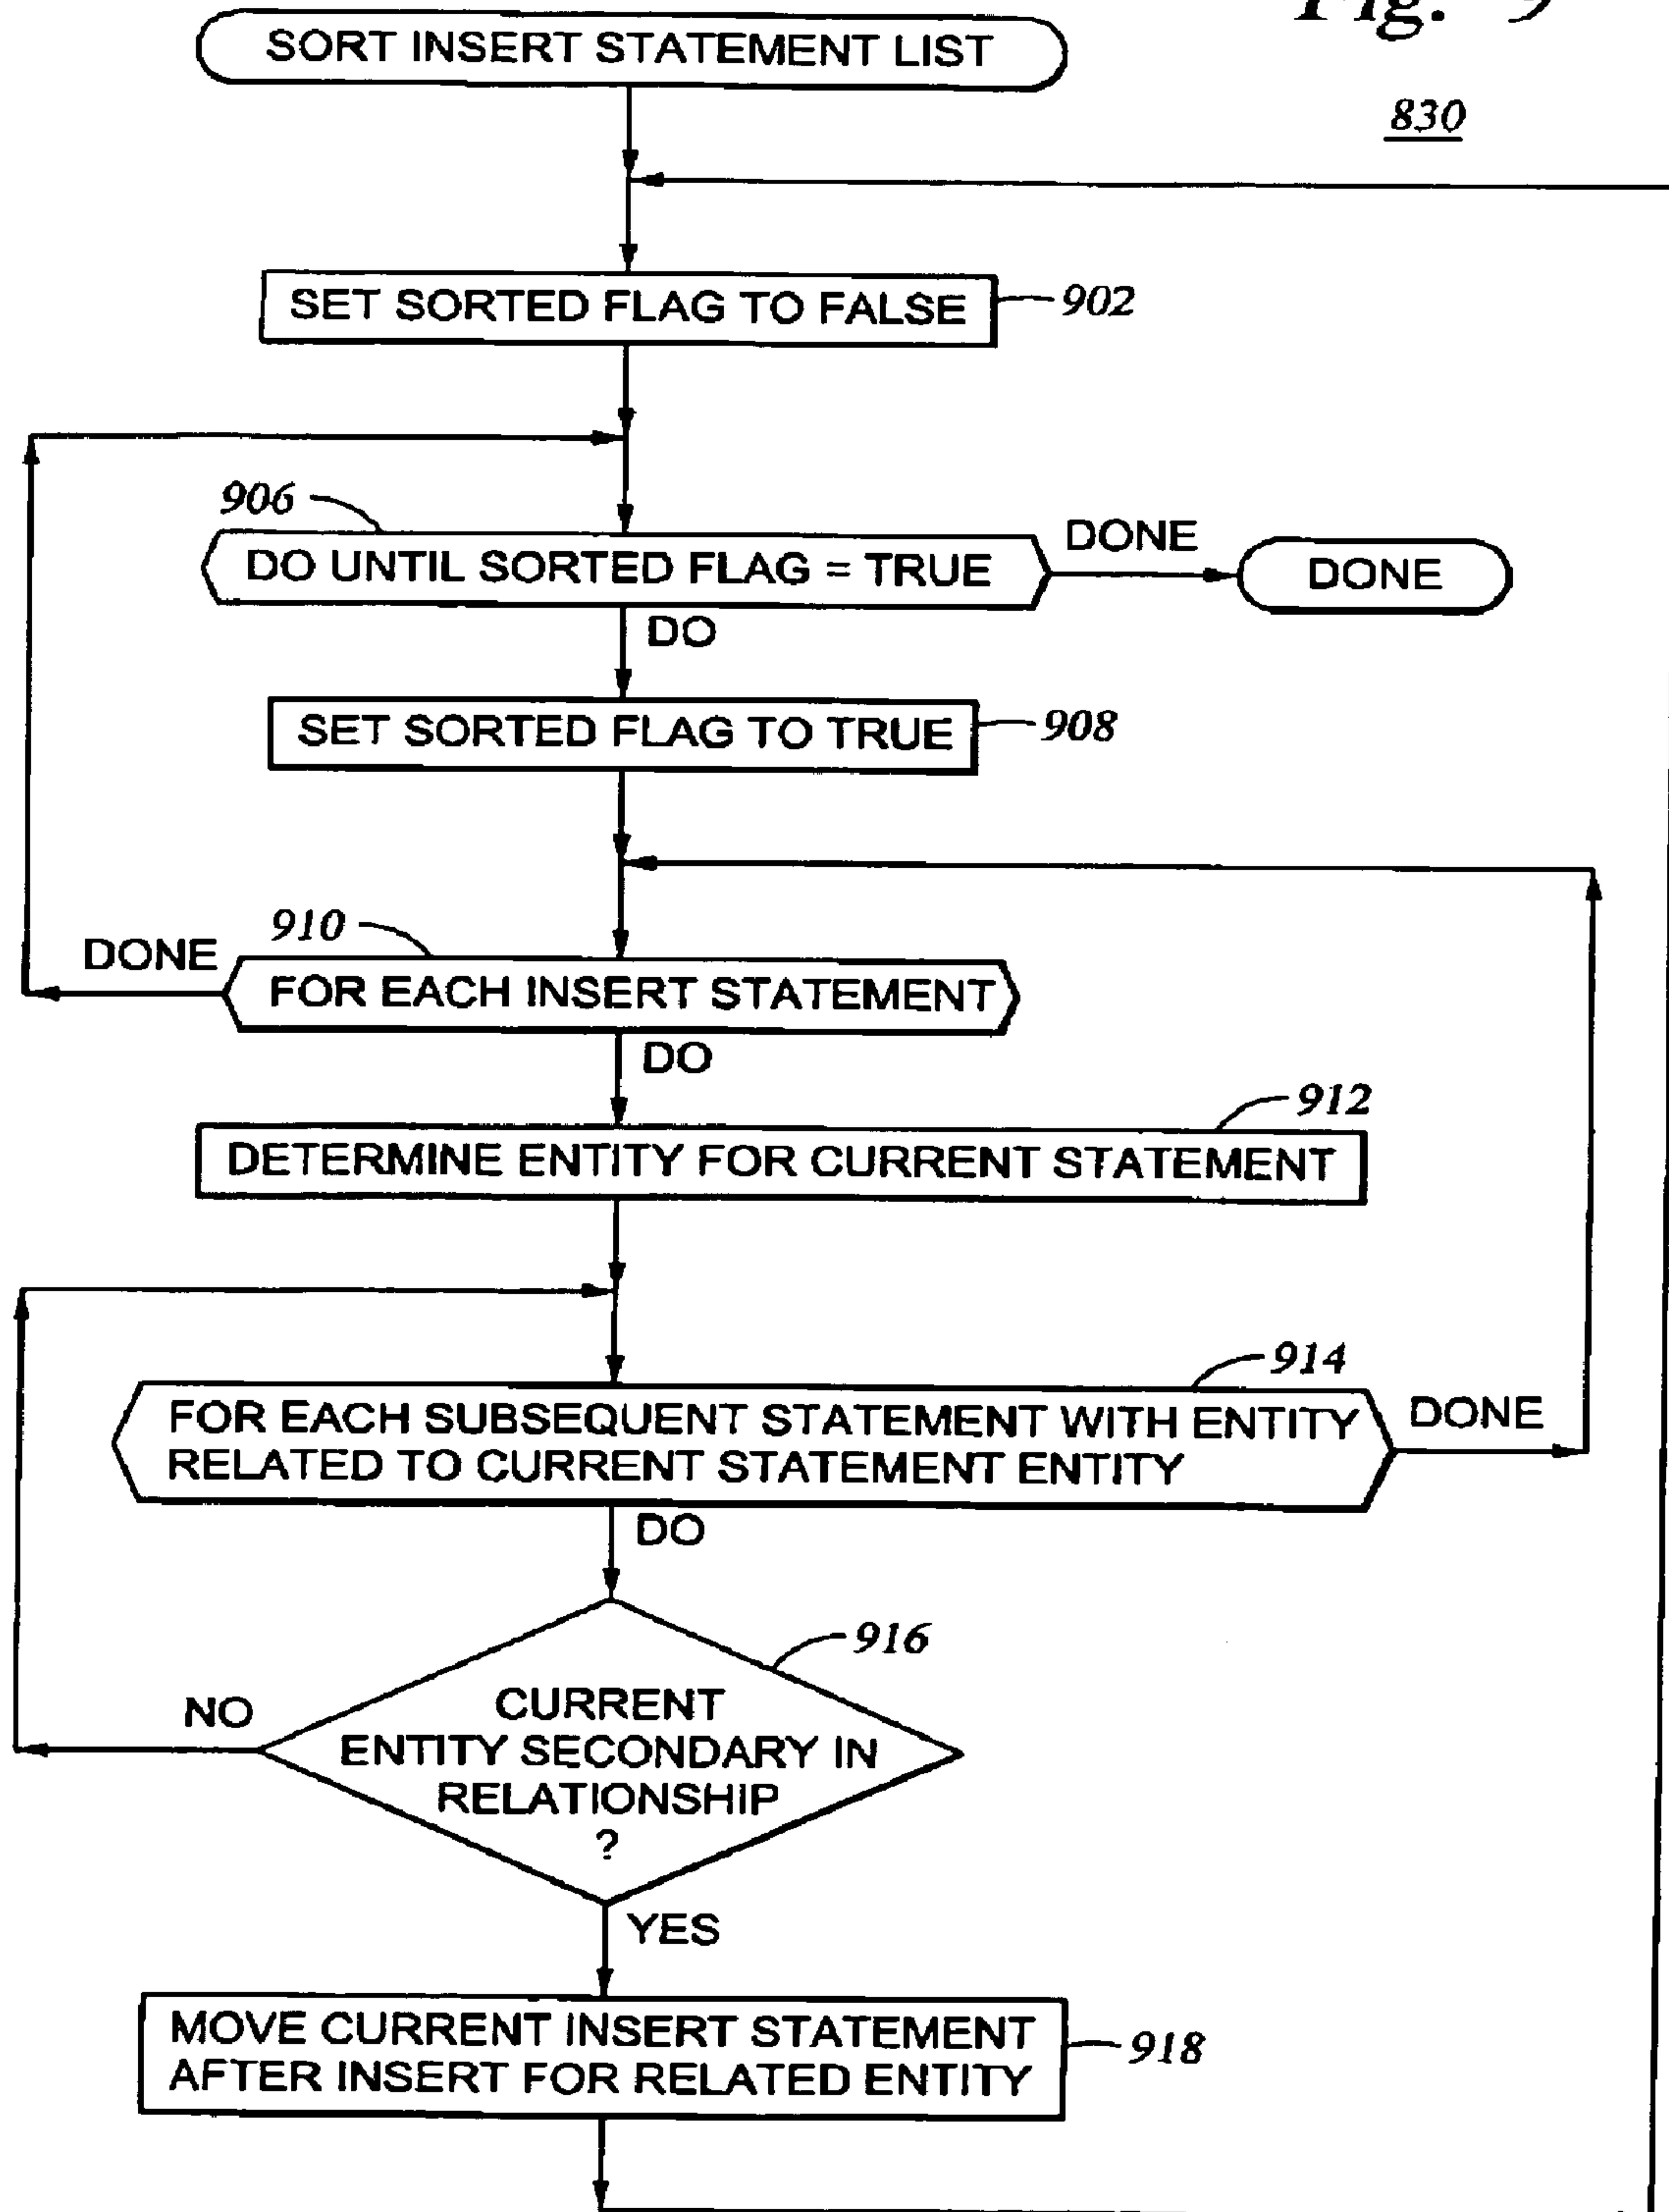 Fig. 9
SORT INSERT STATEMENT LIST
830
SET SORTED FLAG TO FALSE
902
906
DO UNTIL SORTED FLAG = TRUE
DONE
DONE
DO
SET SORTED FLAG TO TRUE
908
910
DONE
FOR EACH INSERT STATEMENT
DO
912
DETERMINE ENTITY FOR CURRENT STATEMENT
914
FOR EACH SUBSEQUENT STATEMENT WITH ENTITY
RELATED TO CURRENT STATEMENT ENTITY
DONE
DO
916
NO
CURRENT
ENTITY SECONDARY IN
RELATIONSHIP
?
YES
MOVE CURRENT INSERT STATEMENT
AFTER INSERT FOR RELATED ENTITY
918